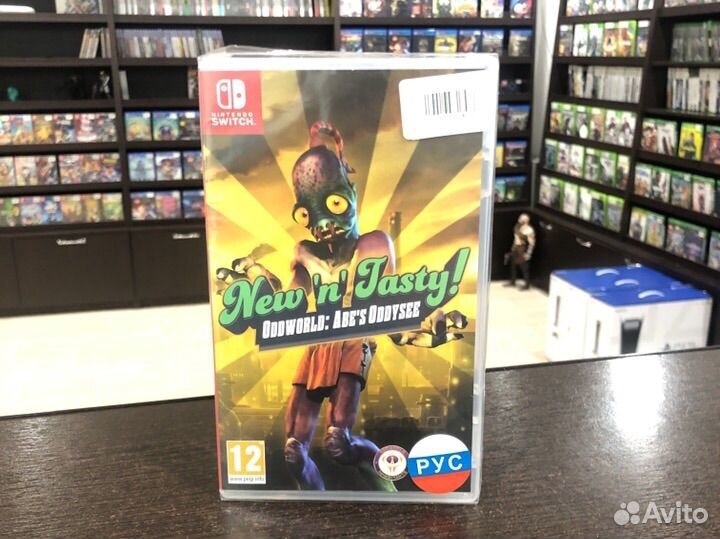 NINTENDO
SWITCH
New 'n' Tasty!
ODDWORLD: ABE'S ODDYSEE
12
www.pegi.info
РУС
Avito